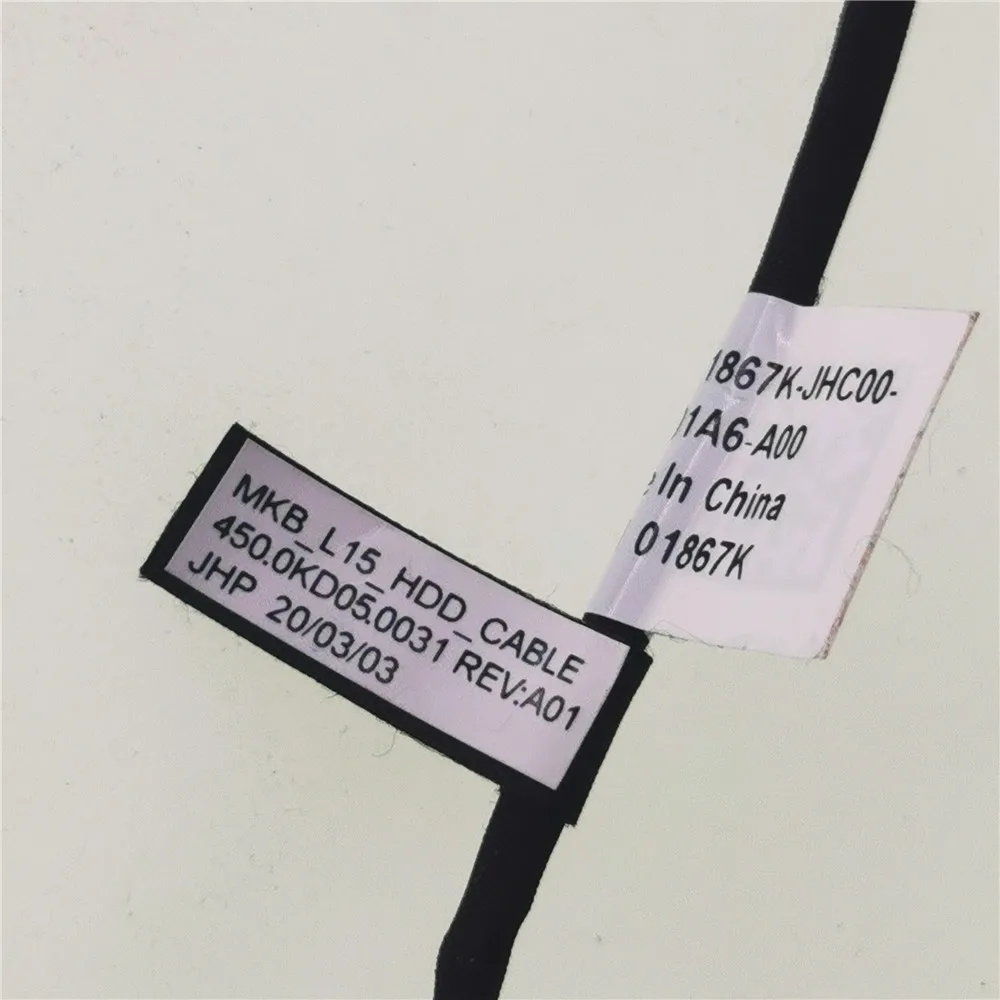 MKB_L15_HDD_CABLE
450.0KD05.0031 REV:A01
JHP 20/03/03
1867K-JHC00-
1A6-A00
In China
01867K